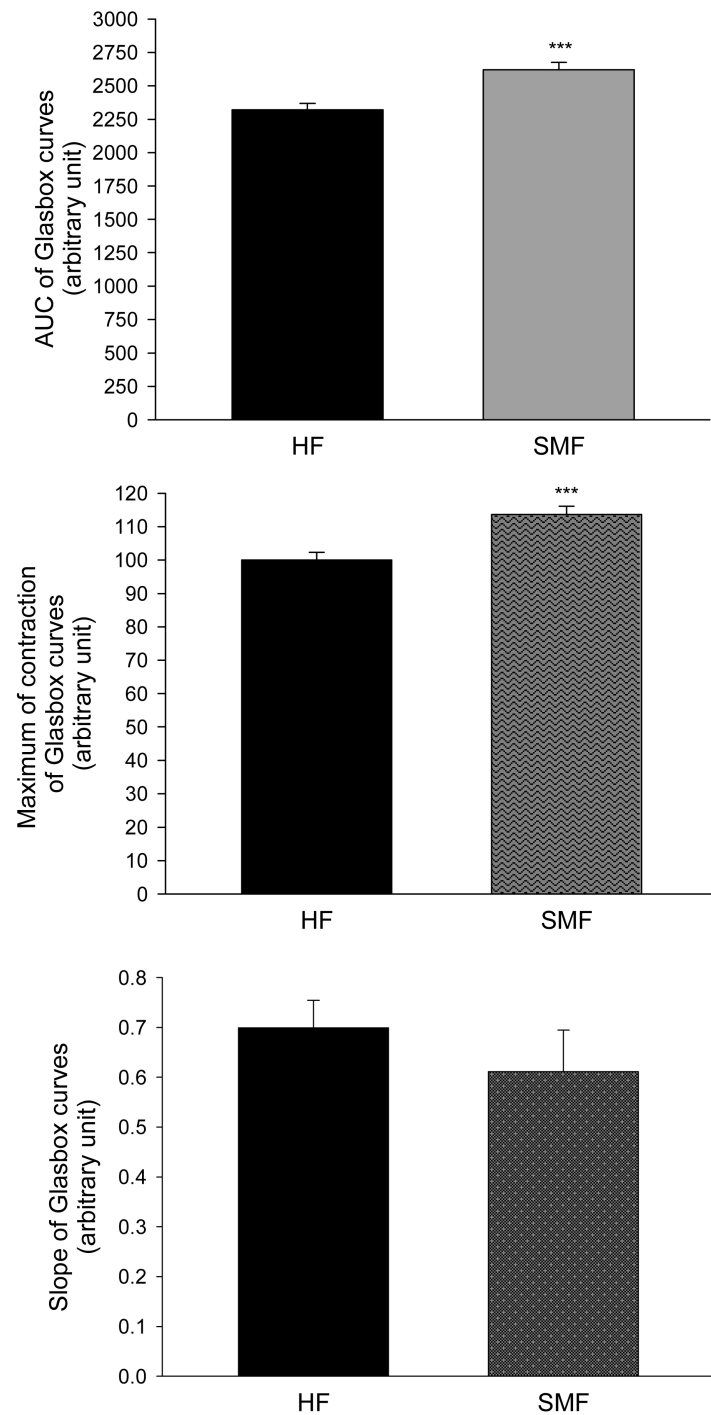 AUC of Glasbox curves
(arbitrary unit)
3000
2750
2500
2250
2000
1750
1500
1250
1000
750
500
250
0
***
HF
SMF
Maximum of contraction
of Glasbox curves
(arbitrary unit)
120
110
100
90
80
70
60
50
40
30
20
10
0
***
HF
SMF
Slope of Glasbox curves
(arbitrary unit)
0.8
0.7
0.6
0.5
0.4
0.3
0.2
0.1
0.0
HF
SMF